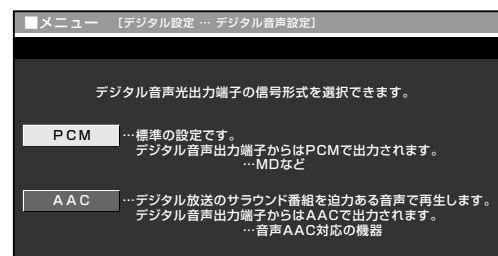 ■メニュー [デジタル設定 … デジタル音声設定]
デジタル音声光出力端子の信号形式を選択できます。
PCM …標準の設定です。
デジタル音声出力端子からはPCMで出力されます。
…MDなど
AAC …デジタル放送のサラウンド番組を迫力ある音声で再生します。
デジタル音声出力端子からはAACで出力されます。
…音声AAC対応の機器